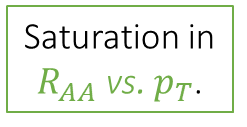 Saturation in
R_AA vs. p_T.